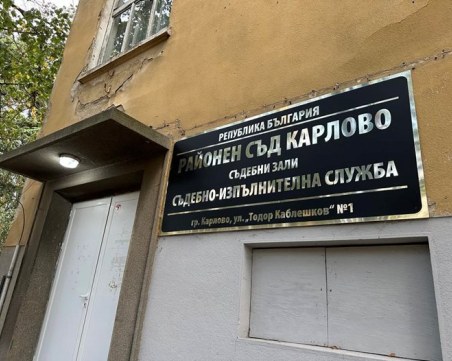 РЕПУБЛИКА БЪЛГАРИЯ
РАЙОНЕН СЪД КАРЛОВО
СЪДЕБНИ ЗАЛИ
СЪДЕБНО-ИЗПЪЛНИТЕЛНА СЛУЖБА
гр. Карлово, ул. „Тодор Каблешков“ №1